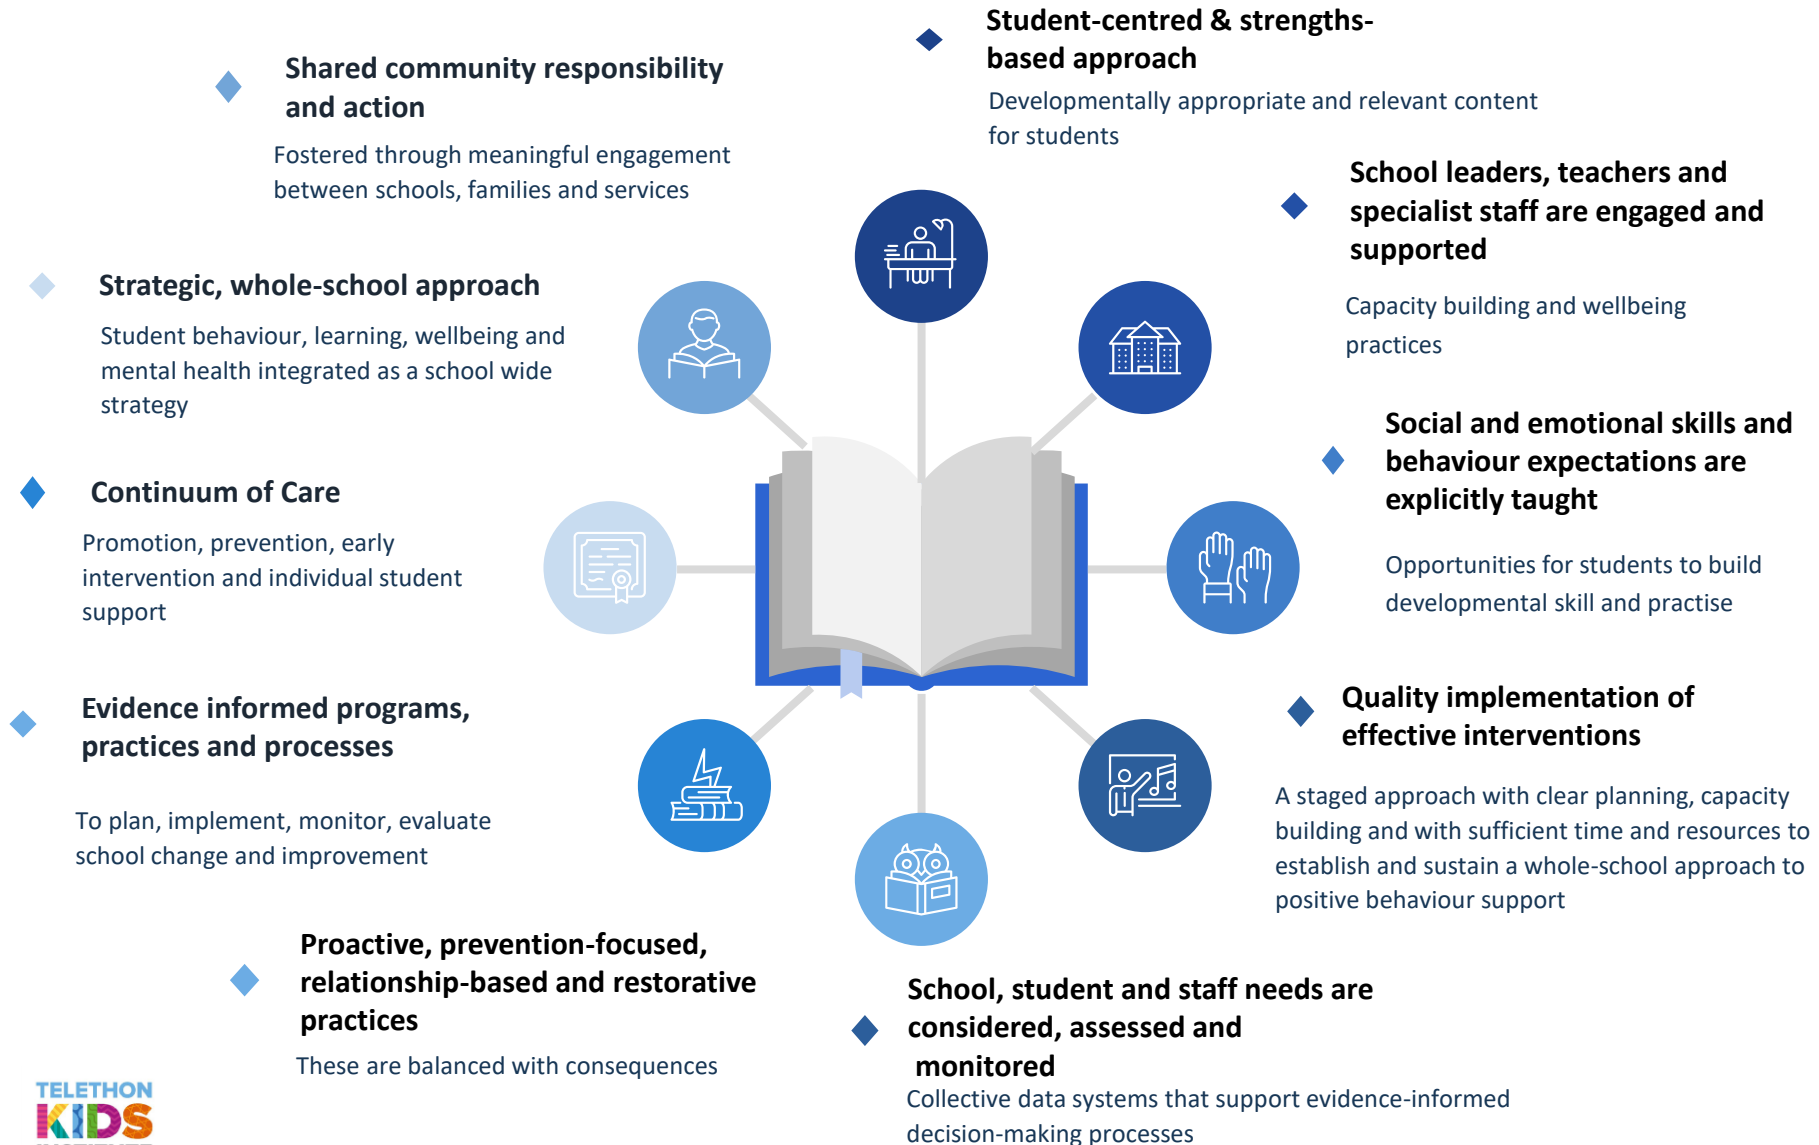 Student-centred & strengths-
based approach
Developmentally appropriate and relevant content
for students
School leaders, teachers and
specialist staff are engaged and
supported
Capacity building and wellbeing
practices
Social and emotional skills and
behaviour expectations are
explicitly taught
Opportunities for students to build
developmental skill and practise
Quality implementation of
effective interventions
A staged approach with clear planning, capacity
building and with sufficient time and resources to
establish and sustain a whole-school approach to
positive behaviour support
School, student and staff needs are
considered, assessed and
monitored
Collective data systems that support evidence-informed
decision-making processes
Proactive, prevention-focused,
relationship-based and restorative
practices
These are balanced with consequences
Evidence informed programs,
practices and processes
To plan, implement, monitor, evaluate
school change and improvement
Continuum of Care
Promotion, prevention, early
intervention and individual student
support
Strategic, whole-school approach
Student behaviour, learning, wellbeing and
mental health integrated as a school wide
strategy
Shared community responsibility
and action
Fostered through meaningful engagement
between schools, families and services
TELETHON
KIDS